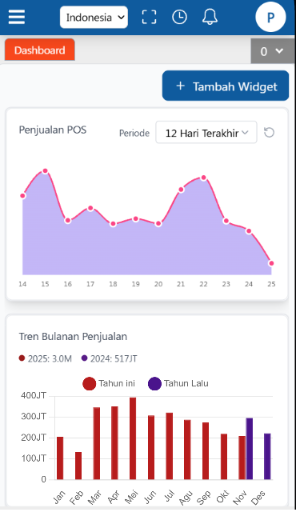 Indonesia
P
Dashboard
0
+ Tambah Widget
Penjualan POS
Periode
12 Hari Terakhir
14 15 16 17 18 19 20 21 22 23 24 25
Tren Bulanan Penjualan
2025: 3.0M 2024: 517JT
Tahun ini Tahun Lalu
400JT
300JT
200JT
100JT
0
Jan Feb Mar Apr Mei Jun Jul Agu Sep Okt Nov Des